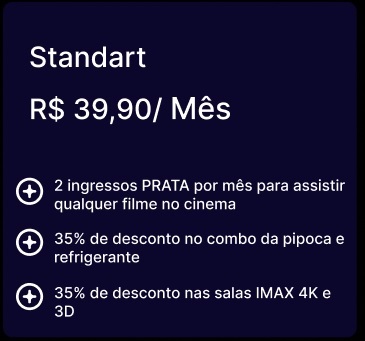 Standart
R$ 39,90/ Mês
2 ingressos PRATA por mês para assistir
qualquer filme no cinema
35% de desconto no combo da pipoca e
refrigerante
35% de desconto nas salas IMAX 4K e
3D